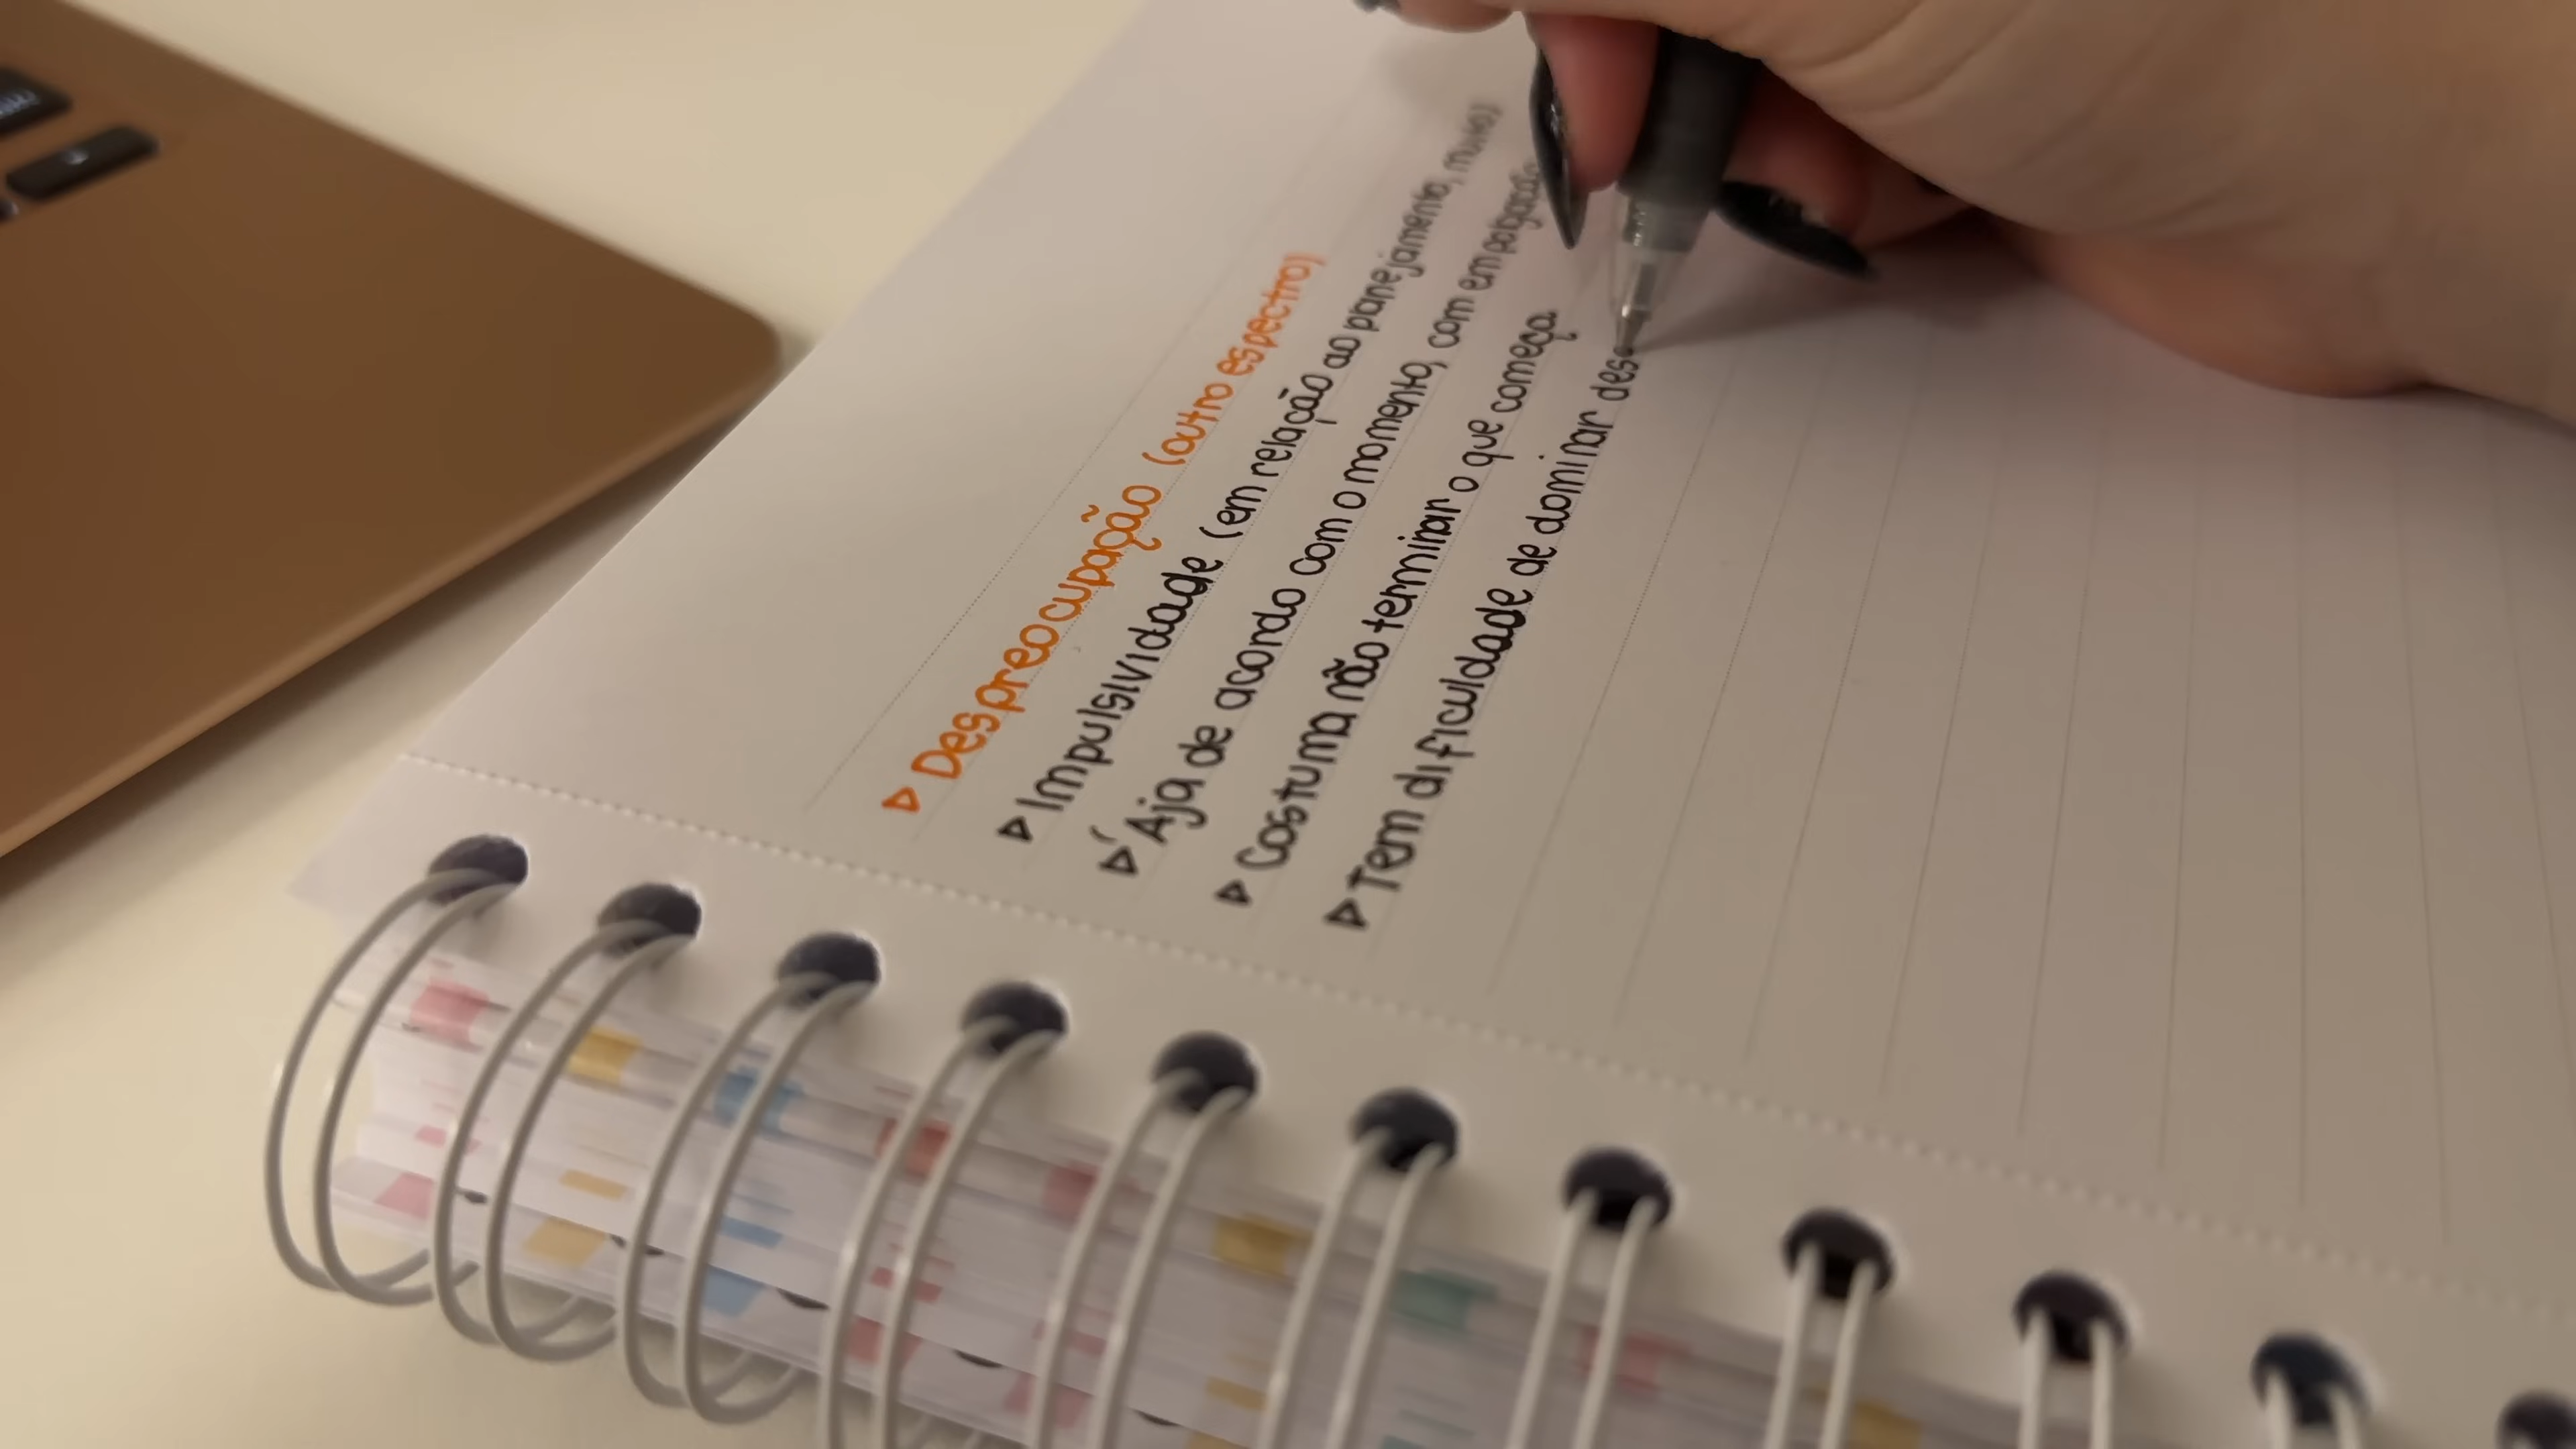 ▷ Despreocupação (outro espectro)
▷ Impulsividade (em relação ao panejamento, muito)
▷ Aja de acordo com o momento, com empolgação
▷ Costuma não terminar o que começa
▷ Tem dificuldade de dominar des